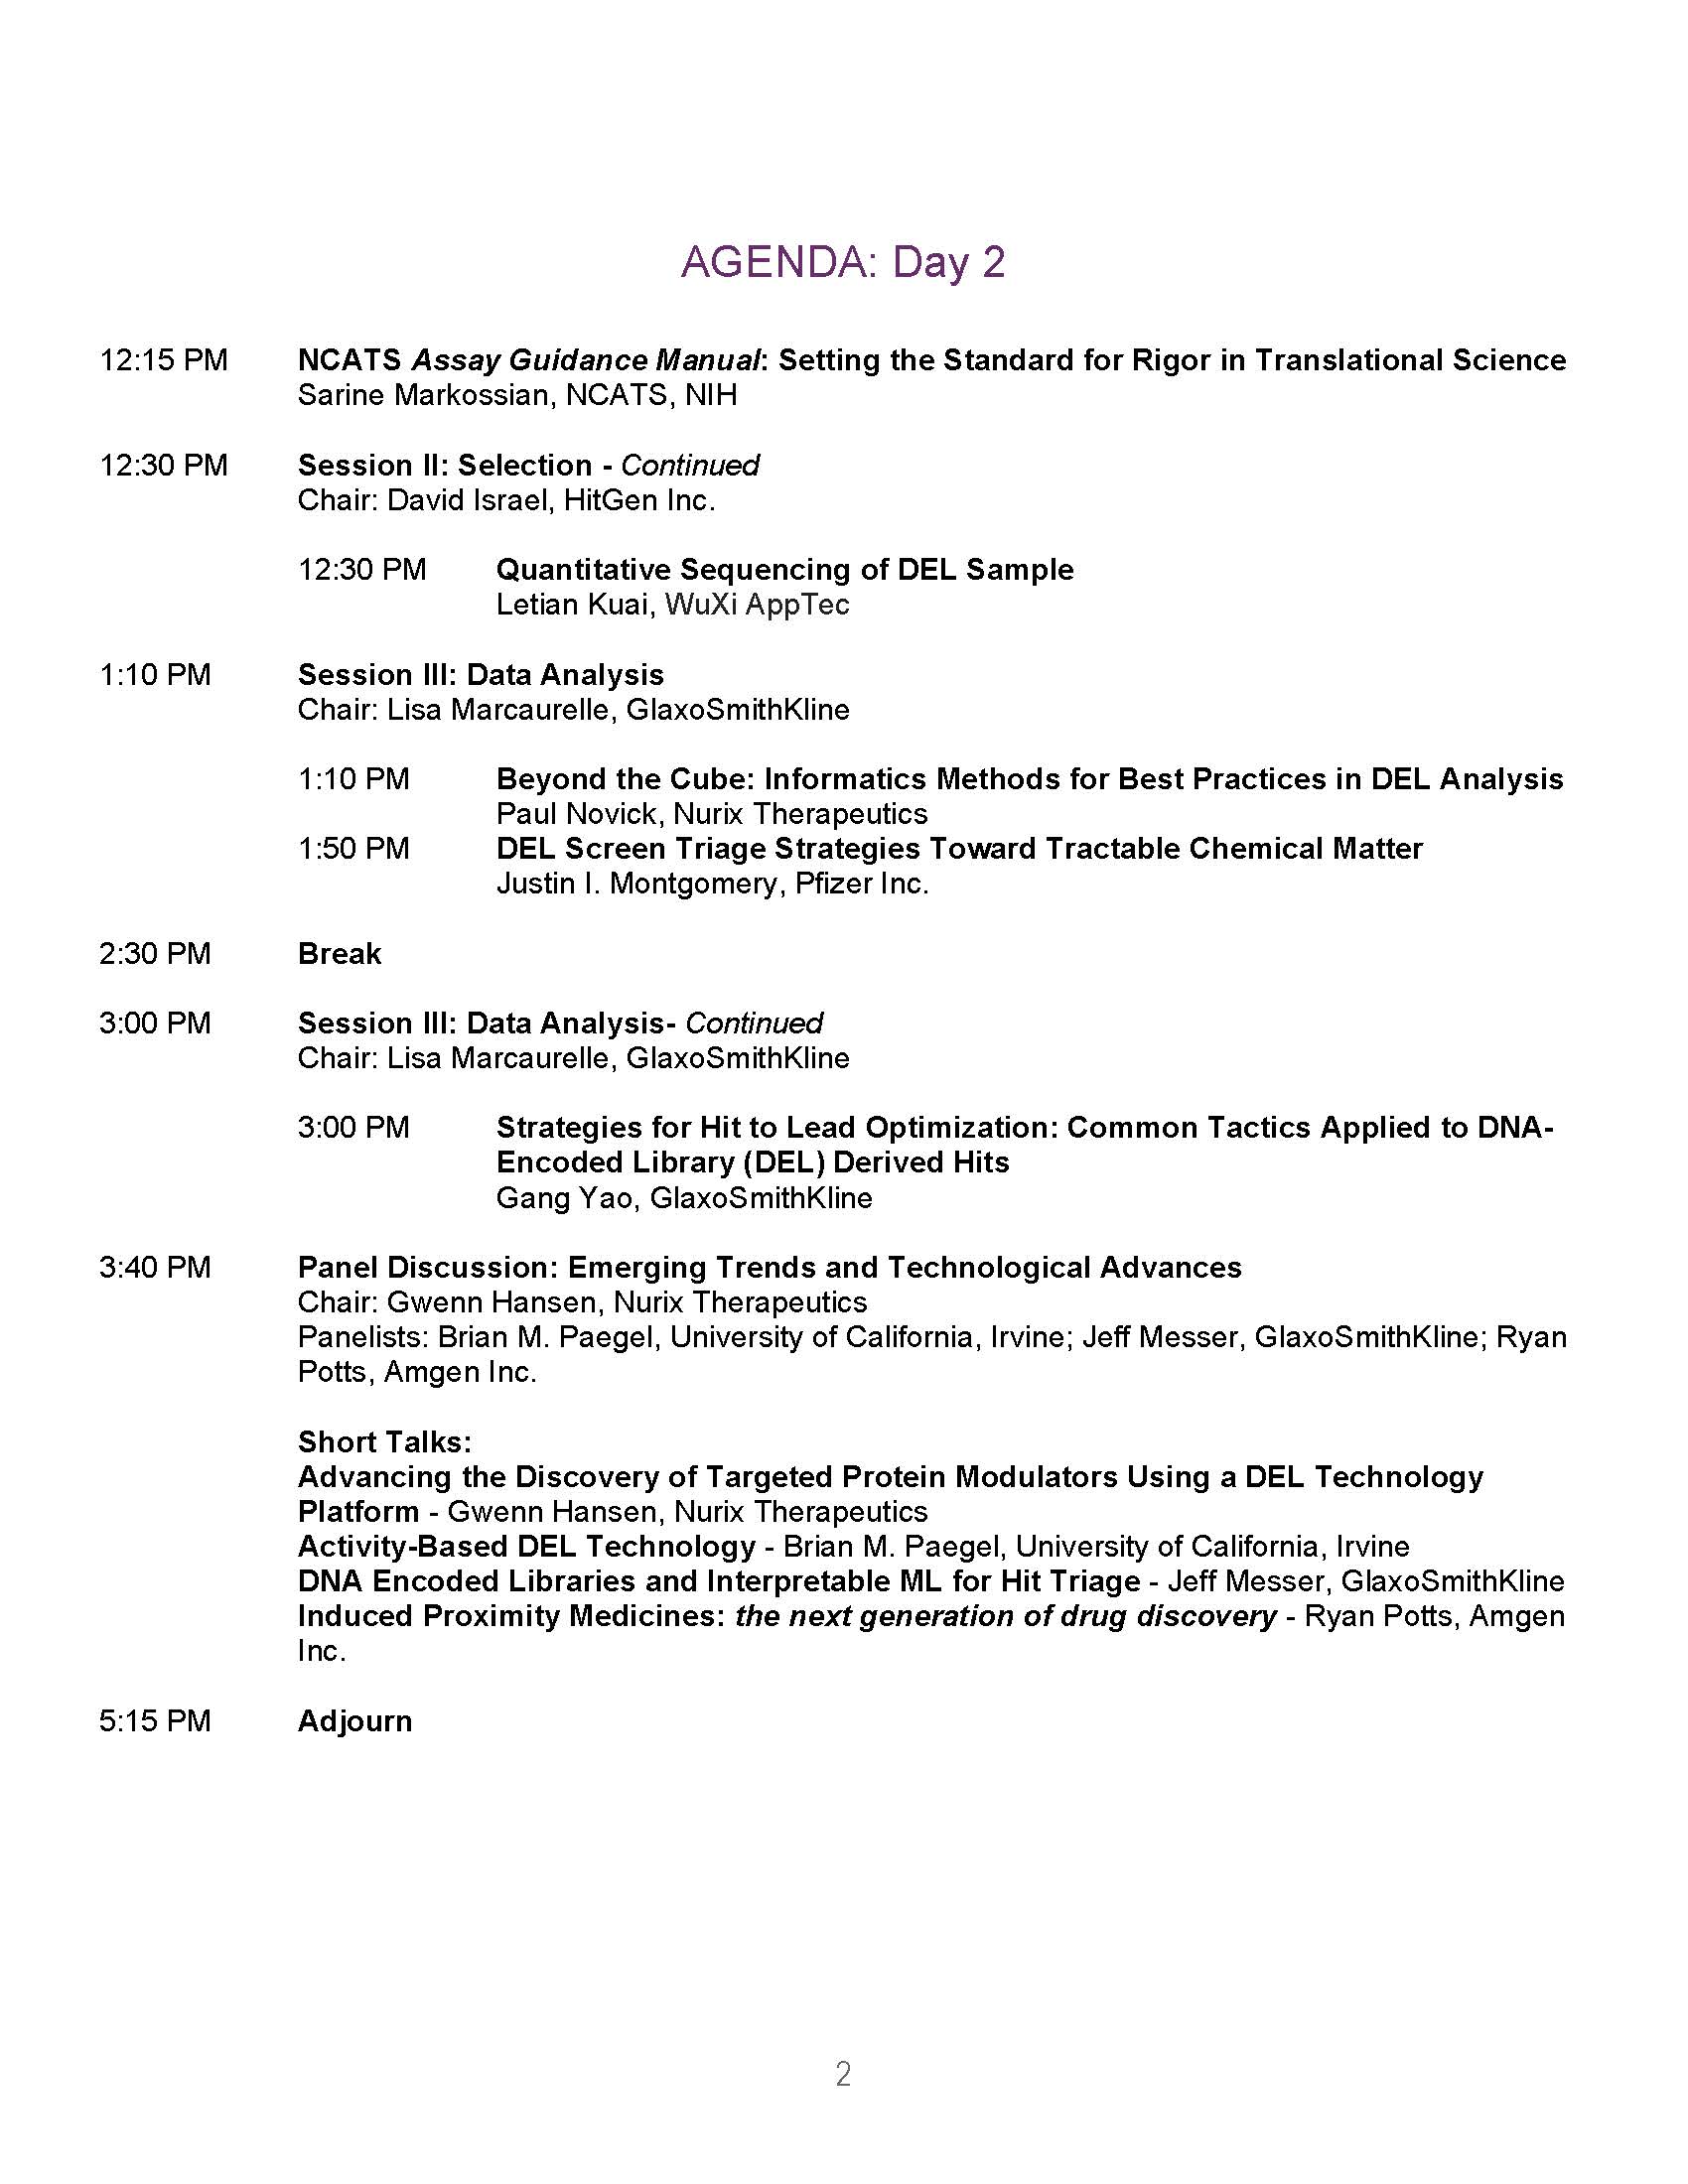 AGENDA: Day 2
12:15 PM NCATS Assay Guidance Manual: Setting the Standard for Rigor in Translational Science
Sarine Markossian, NCATS, NIH
12:30 PM Session II: Selection - Continued
Chair: David Israel, HitGen Inc.
12:30 PM Quantitative Sequencing of DEL Sample
Letian Kuai, WuXi AppTec
1:10 PM Session III: Data Analysis
Chair: Lisa Marcaurelle, GlaxoSmithKline
1:10 PM Beyond the Cube: Informatics Methods for Best Practices in DEL Analysis
Paul Novick, Nurix Therapeutics
1:50 PM DEL Screen Triage Strategies Toward Tractable Chemical Matter
Justin I. Montgomery, Pfizer Inc.
2:30 PM Break
3:00 PM Session III: Data Analysis- Continued
Chair: Lisa Marcaurelle, GlaxoSmithKline
3:00 PM Strategies for Hit to Lead Optimization: Common Tactics Applied to DNA-
Encoded Library (DEL) Derived Hits
Gang Yao, GlaxoSmithKline
3:40 PM Panel Discussion: Emerging Trends and Technological Advances
Chair: Gwenn Hansen, Nurix Therapeutics
Panelists: Brian M. Paegel, University of California, Irvine; Jeff Messer, GlaxoSmithKline; Ryan
Potts, Amgen Inc.
Short Talks:
Advancing the Discovery of Targeted Protein Modulators Using a DEL Technology
Platform - Gwenn Hansen, Nurix Therapeutics
Activity-Based DEL Technology - Brian M. Paegel, University of California, Irvine
DNA Encoded Libraries and Interpretable ML for Hit Triage - Jeff Messer, GlaxoSmithKline
Induced Proximity Medicines: the next generation of drug discovery - Ryan Potts, Amgen
Inc.
5:15 PM Adjourn
2